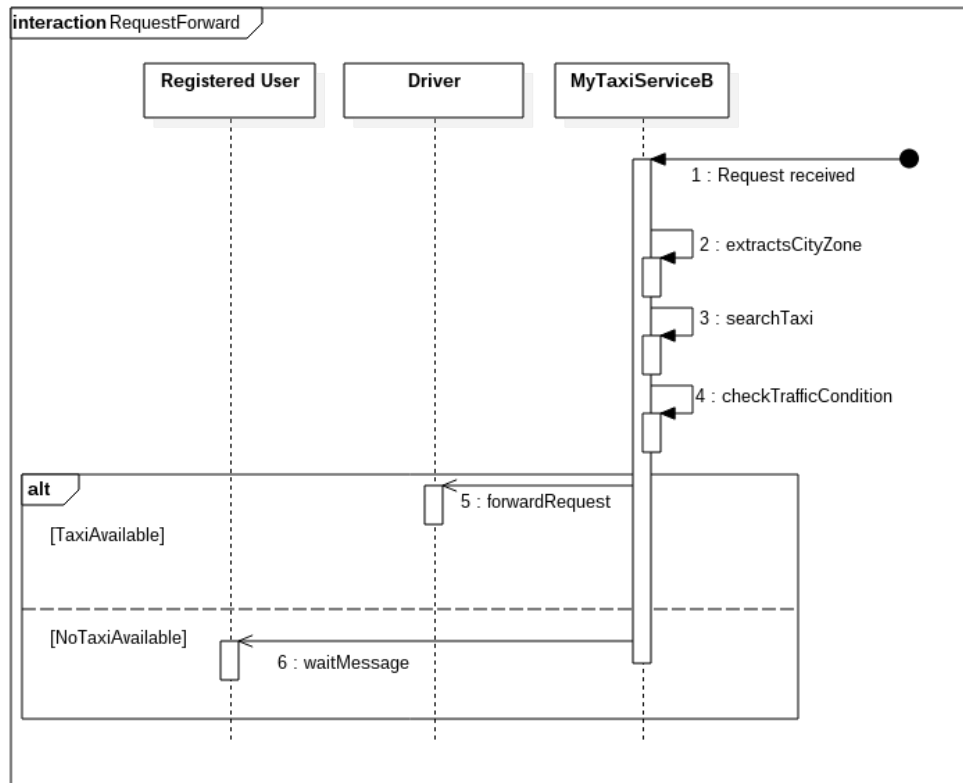 interaction RequestForward
Registered User
Driver
MyTaxiServiceB
1 : Request received
2 : extractsCityZone
3 : searchTaxi
4 : checkTrafficCondition
alt
5 : forwardRequest
[TaxiAvailable]
[NoTaxiAvailable]
6 : waitMessage